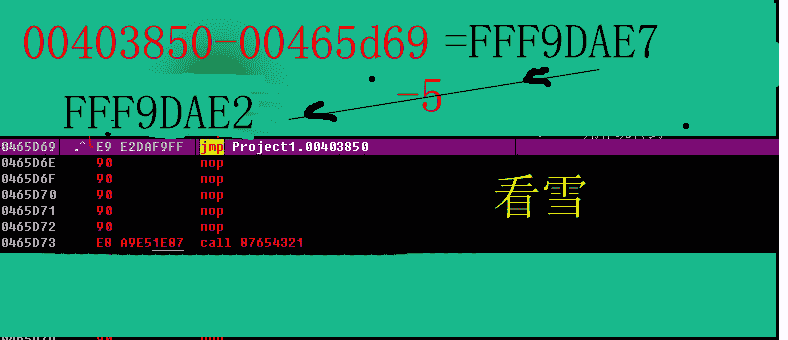 00403850-00465d69 =FFF9DAE7
-5
FFF9DAE2
0465D69 .^ E9 E2DAF9FF jmp Project1.00403850
0465D6E 90 nop
0465D6F 90 nop
0465D70 90 nop
0465D71 90 nop
0465D72 90 nop
0465D73 E8 A9E51E87 call 87654321
看雪